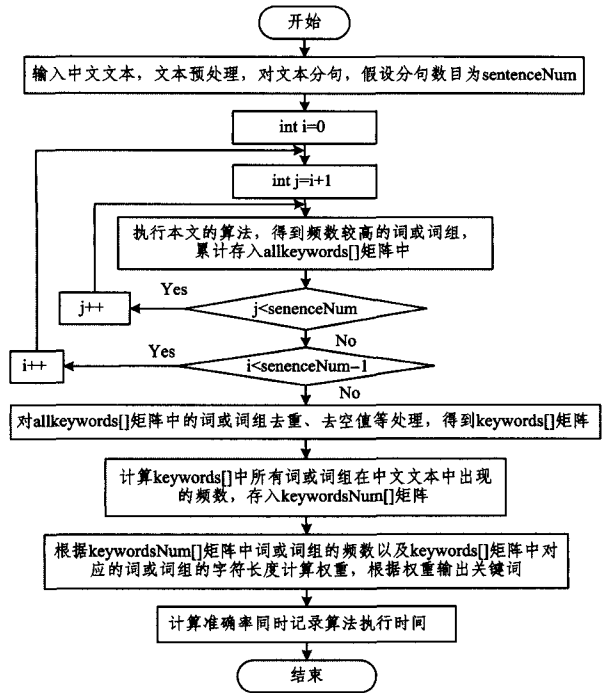 开始
输入中文文本，文本预处理，对文本分句，假设分句数目为sentenceNum
int i=0
int j=i+1
执行本文的算法，得到频数较高的词或词组，
累计存入allkeywords[]矩阵中
Yes
j++
j<senenceNum
No
Yes
i++
i<senenceNum-1
No
对allkeywords[]矩阵中的词或词组去重、去空值等处理，得到keywords[]矩阵
计算keywords[]中所有词或词组在中文文本中出现
的频数，存入keywordsNum[]矩阵
根据keywordsNum[]矩阵中词或词组的频数以及keywords[]矩阵中对
应的词或词组的字符长度计算权重，根据权重输出关键词
计算准确率同时记录算法执行时间
结束